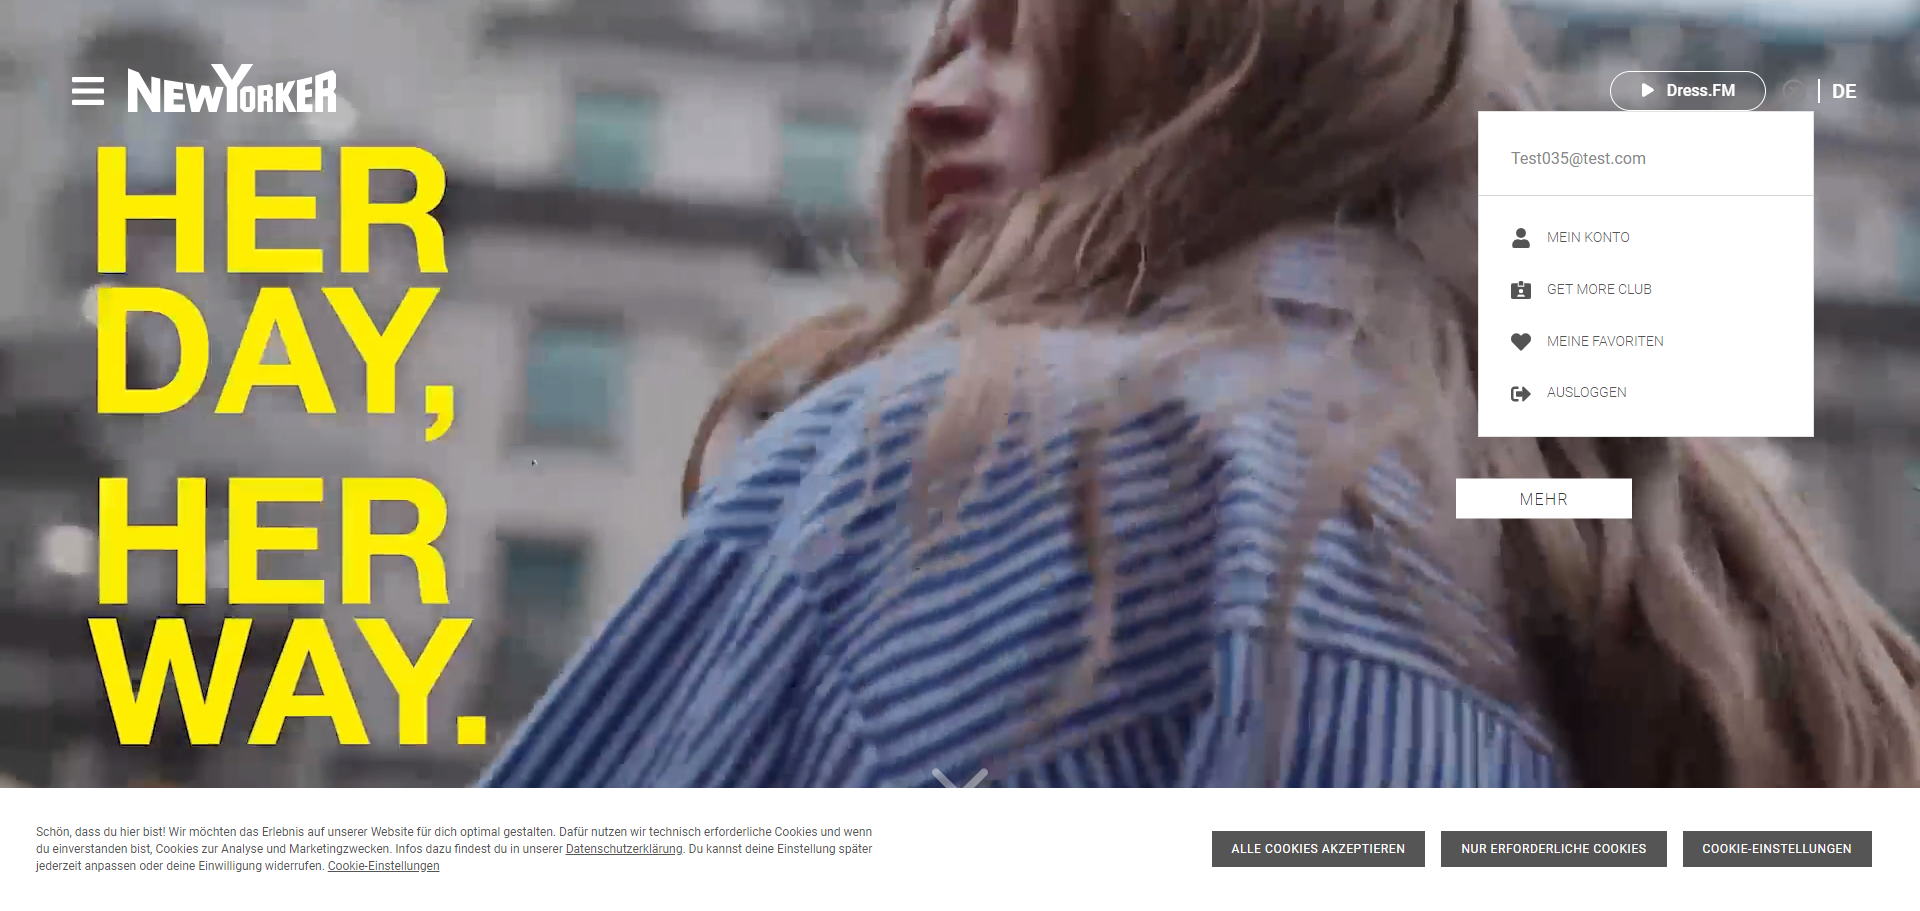 NEWYORKER
Dress.FM
DE
HER
DAY,
HER
WAY.
Test035@test.com
MEIN KONTO
GET MORE CLUB
MEINE FAVORITEN
AUSLOGGEN
MEHR
Schön, dass du hier bist! Wir möchten das Erlebnis auf unserer Website für dich optimal gestalten. Dafür nutzen wir technisch erforderliche Cookies und wenn
du einverstanden bist, Cookies zur Analyse und Marketingzwecken. Infos dazu findest du in unserer Datenschutzerklärung. Du kannst deine Einstellung später
jederzeit anpassen oder deine Einwilligung widerrufen. Cookie-Einstellungen
ALLE COOKIES AKZEPTIEREN
NUR ERFORDERLICHE COOKIES
COOKIE-EINSTELLUNGEN